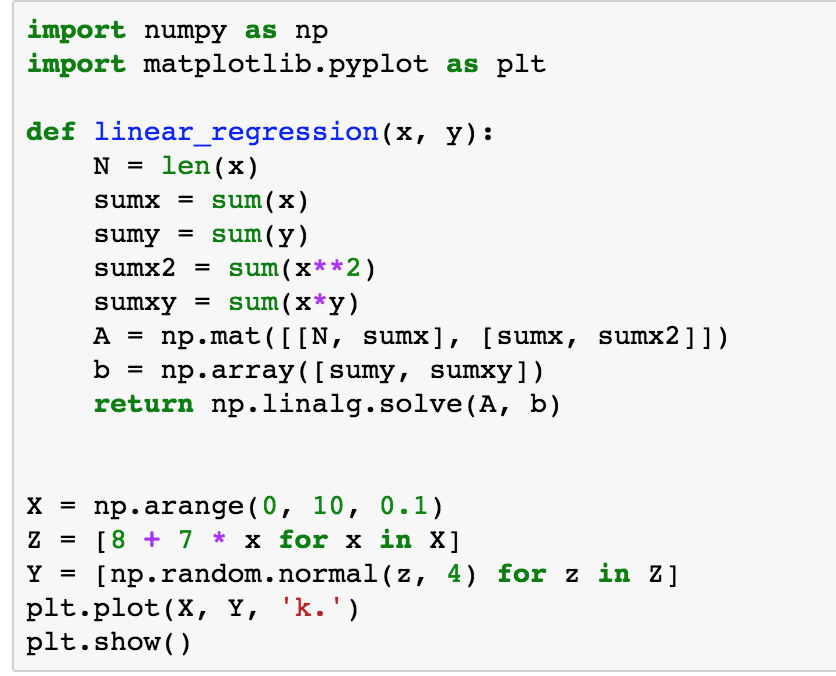 import numpy as np
import matplotlib.pyplot as plt

def linear_regression(x, y):
    N = len(x)
    sumx = sum(x)
    sumy = sum(y)
    sumx2 = sum(x**2)
    sumxy = sum(x*y)
    A = np.mat([[N, sumx], [sumx, sumx2]])
    b = np.array([sumy, sumxy])
    return np.linalg.solve(A, b)


X = np.arange(0, 10, 0.1)
Z = [8 + 7 * x for x in X]
Y = [np.random.normal(z, 4) for z in Z]
plt.plot(X, Y, 'k.')
plt.show()